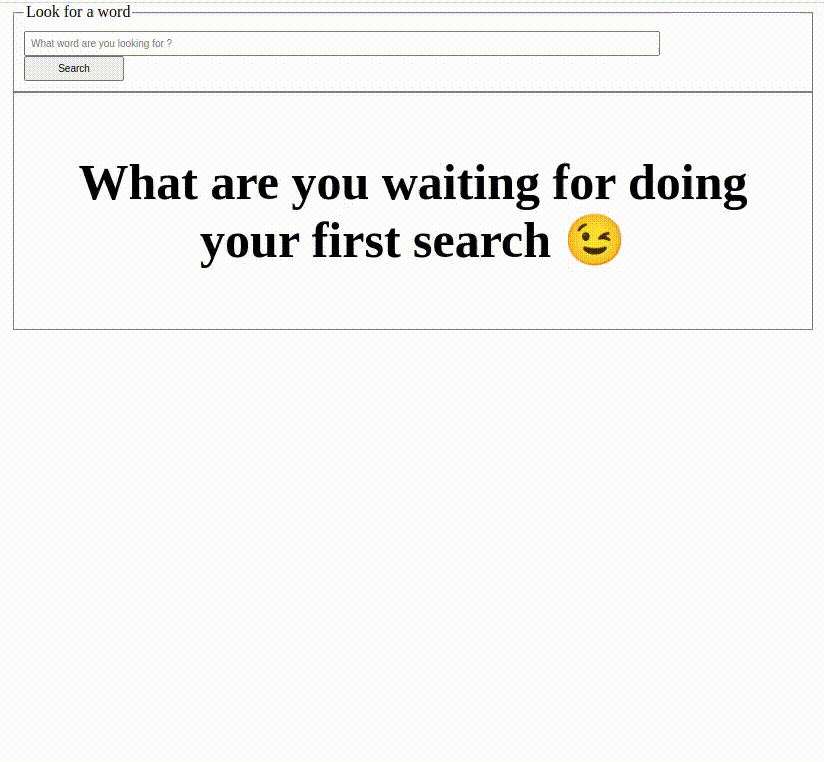 Look for a word
What word are you looking for ?
Search
What are you waiting for doing
your first search 😉